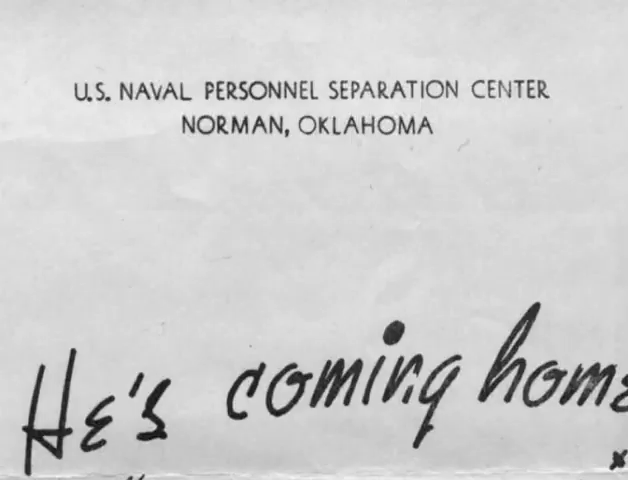 U.S. NAVAL PERSONNEL SEPARATION CENTER
NORMAN, OKLAHOMA
He's coming home